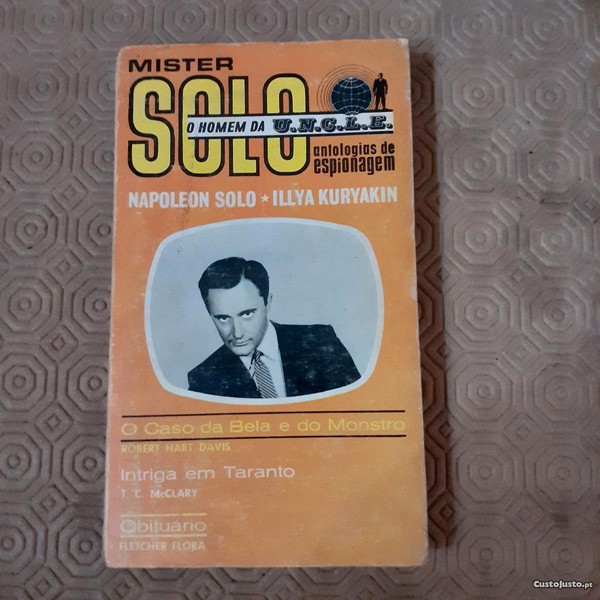 MISTER
SOLO
O HOMEM DA U.N.C.L.E.
antologias de
espionagem
NAPOLEON SOLO ★ ILLYA KURYAKIN
O Caso da Bela e do Monstro
ROBERT HART DAVIS
Intriga em Taranto
T. C. McCLARY
Obituário
FLETCHER FLORA
CustoJusto.pt